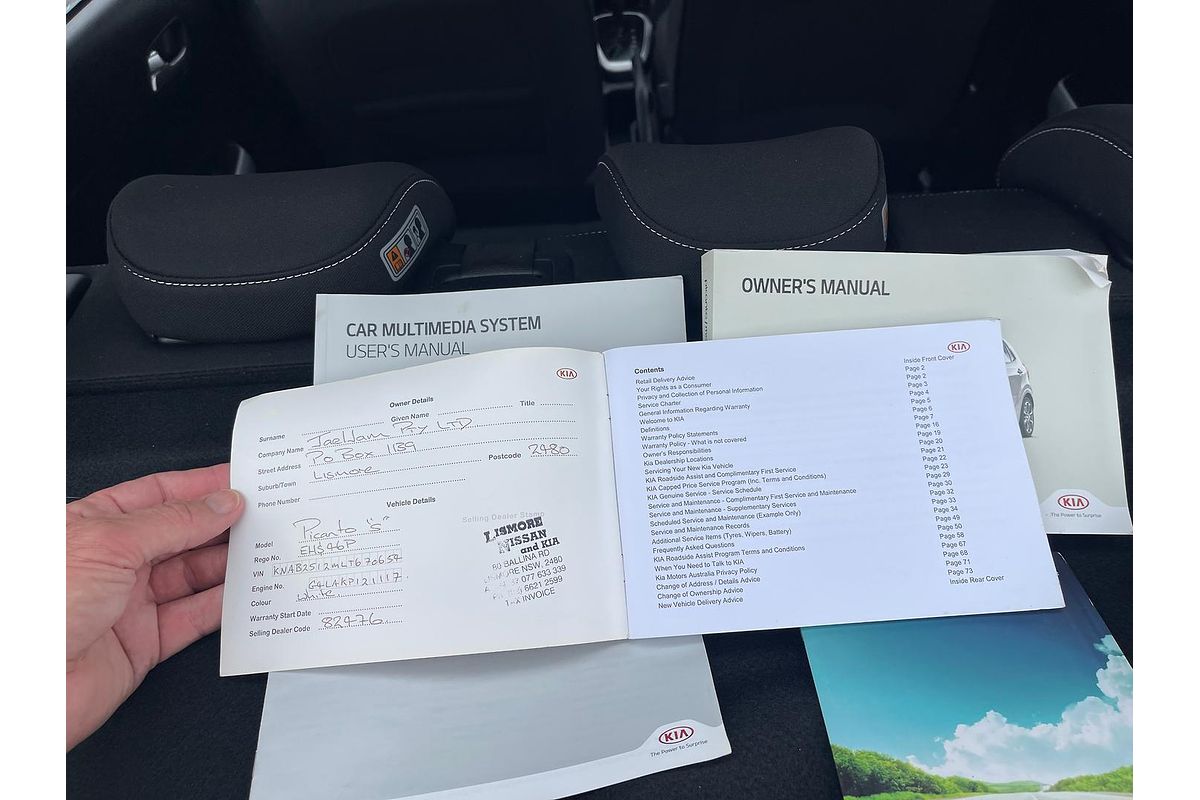 CAR MULTIMEDIA SYSTEM
USER'S MANUAL
OWNER'S MANUAL
KIA
Owner Details
Surname
Given Name
Title
Company Name Jaeldam Pty LTD
Street Address PO Box 1189
Suburb/Town Lismore
Postcode 2480
Phone Number
Vehicle Details
Model Picanto "S"
Rego No. EHS46D
VIN KNAB2512MLT670654
Engine No. G4LAKP121117
Colour White
Warranty Start Date
Selling Dealer Code 82476
Selling Dealer Stamp
LISMORE
NISSAN
and KIA
BALLINA RD
LISMORE NSW, 2480
077 633 339
6621 2599
TAX INVOICE
KIA
Contents
Retail Delivery Advice Inside Front Cover
Your Rights as a Consumer Page 2
Privacy and Collection of Personal Information Page 2
Service Charter Page 3
General Information Regarding Warranty Page 4
Welcome to KIA Page 5
Definitions Page 6
Warranty Policy Statements Page 7
Warranty Policy - What is not covered Page 16
Owner's Responsibilities Page 19
Kia Dealership Locations Page 20
Servicing Your New Kia Vehicle Page 21
KIA Roadside Assist and Complimentary First Service Page 22
KIA Capped Price Service Program (Inc. Terms and Conditions) Page 23
KIA Genuine Service - Service Schedule Page 29
Service and Maintenance - Complimentary First Service and Maintenance Page 30
Service and Maintenance - Supplementary Services Page 32
Scheduled Service and Maintenance (Example Only) Page 33
Service and Maintenance Records Page 34
Additional Service Items (Tyres, Wipers, Battery) Page 49
Frequently Asked Questions Page 50
KIA Roadside Assist Program Terms and Conditions Page 58
When You Need to Talk to KIA Page 67
Kia Motors Australia Privacy Policy Page 68
Change of Address / Details Advice Page 71
Change of Ownership Advice Page 73
New Vehicle Delivery Advice Inside Rear Cover
KIA
The Power to Surprise
KIA
The Power to Surprise